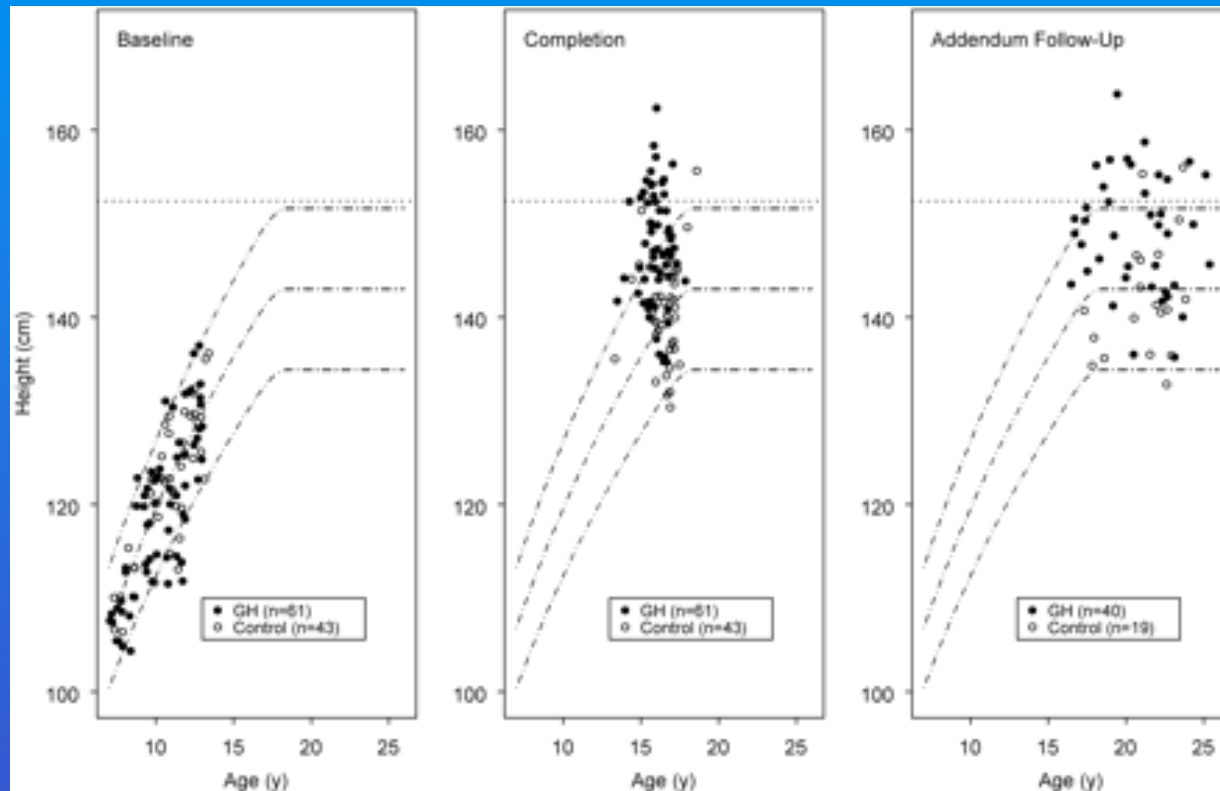 Baseline
Completion
Addendum Follow-Up
Height (cm)
160
140
120
100
GH (n=61)
Control (n=43)
10
15
20
25
Age (y)
160
140
120
100
GH (n=61)
Control (n=43)
10
15
20
25
Age (y)
160
140
120
100
GH (n=40)
Control (n=19)
10
15
20
25
Age (y)